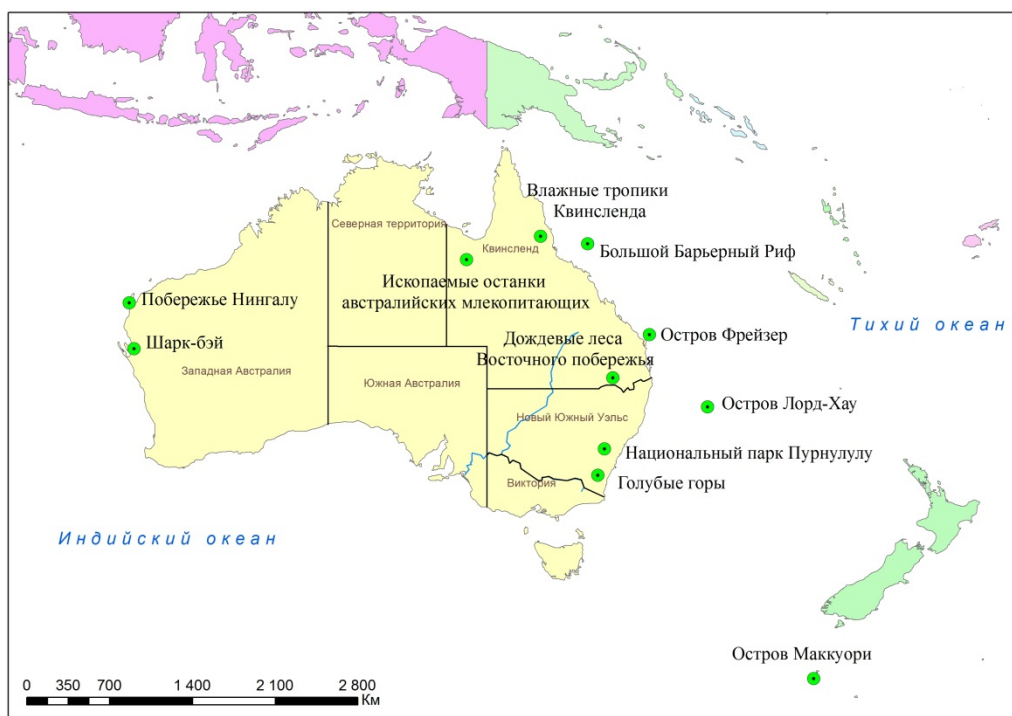 Влажные тропики
Квинсленда
Северная территория
Квинсленд
Большой Барьерный Риф
Ископаемые останки
австралийских млекопитающих
Побережье Нингалу
Тихий океан
Остров Фрейзер
Дождевые леса
Восточного побережья
Шарк-бэй
Западная Австралия
Южная Австралия
Остров Лорд-Хау
Новый Южный Уэльс
Национальный парк Пурнулулу
Голубые горы
Виктория
Индийский океан
Остров Маккуори
0 350 700 1 400 2 100 2 800
Км